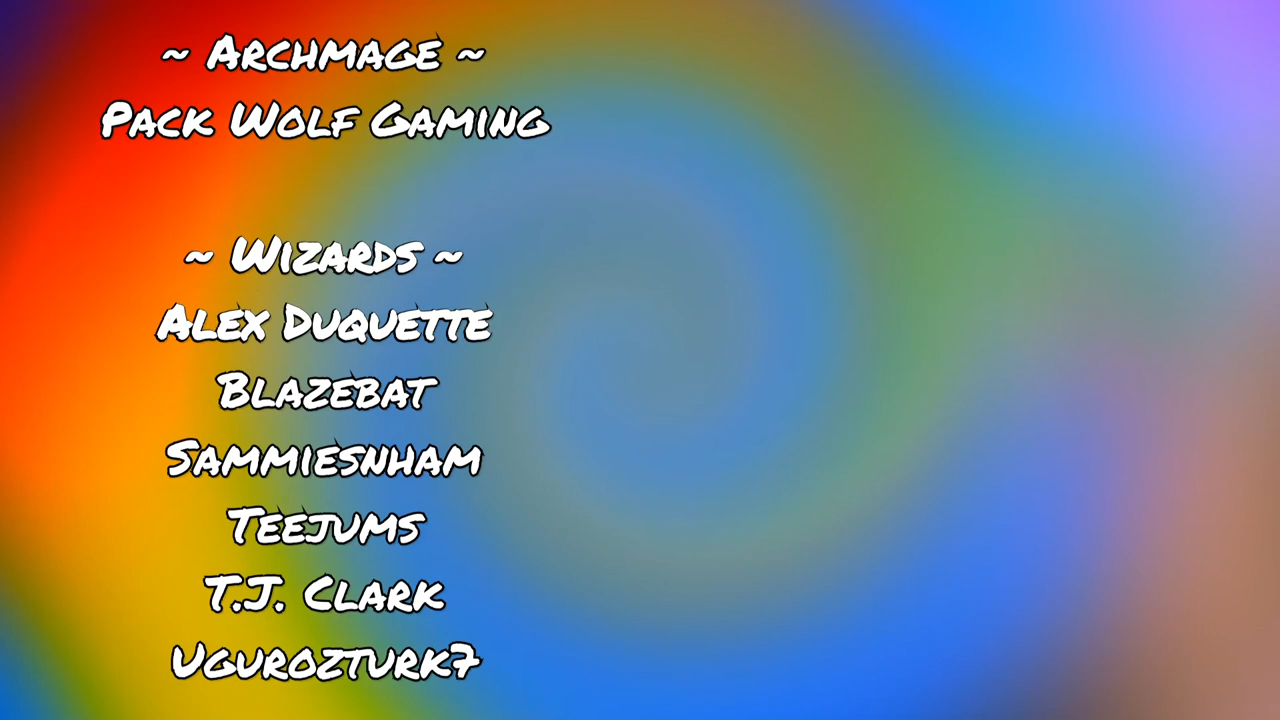 ~ Archmage ~
Pack Wolf Gaming
~ Wizards ~
Alex Duquette
Blazebat
Sammiesnham
Teejums
T.J. Clark
Ugurozturk7